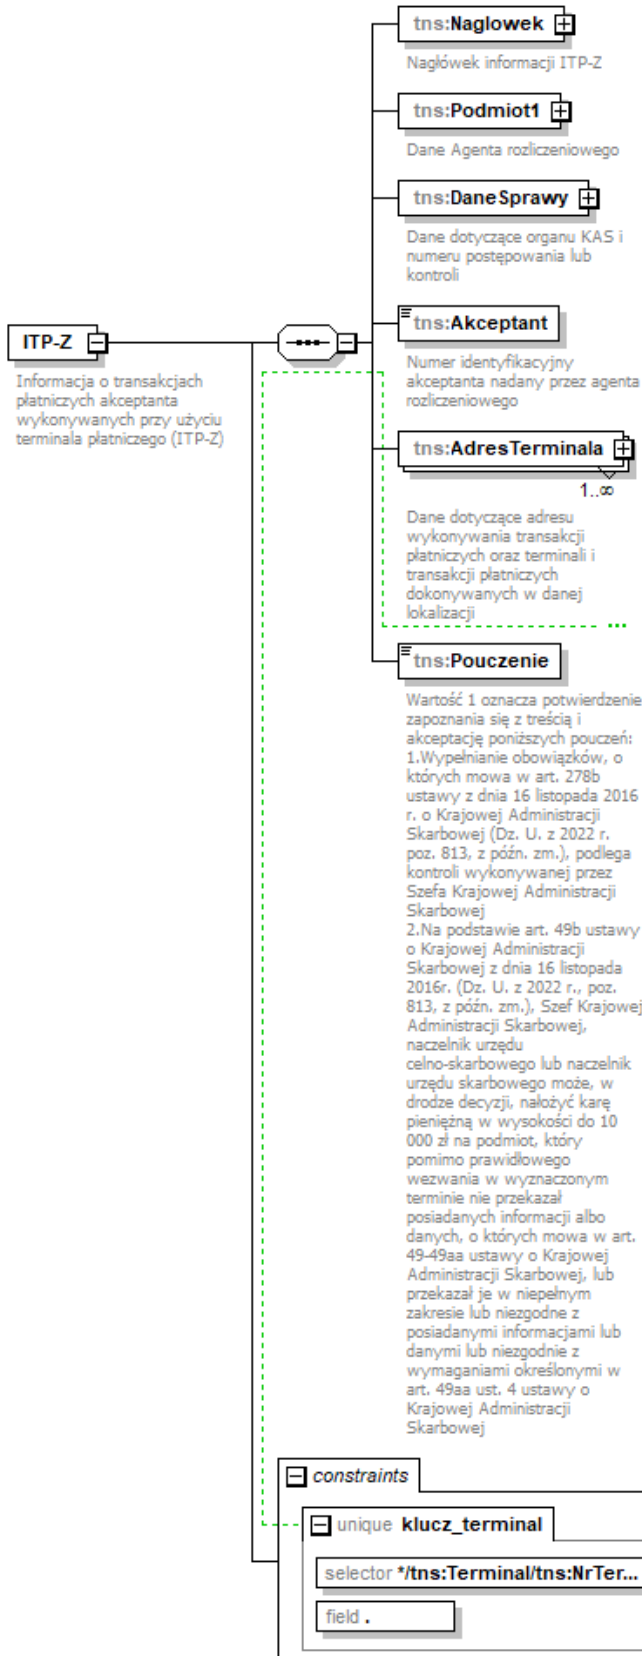 tns:Naglowek
Nagłówek informacji ITP-Z
tns:Podmiot1
Dane Agenta rozliczeniowego
tns:DaneSprawy
Dane dotyczące organu KAS i
numeru postępowania lub
kontroli
ITP-Z
Informacja o transakcjach
płatniczych akceptanta
wykonywanych przy użyciu
terminala płatniczego (ITP-Z)
tns:Akceptant
Numer identyfikacyjny
akceptanta nadany przez agenta
rozliczeniowego
tns:AdresTerminala
1..∞
Dane dotyczące adresu
wykonywania transakcji
płatniczych oraz terminali i
transakcji płatniczych
dokonywanych w danej
lokalizacji
...
tns:Pouczenie
Wartość 1 oznacza potwierdzenie
zapoznania się z treścią i
akceptację poniższych pouczeń:
1.Wypełnianie obowiązków, o
których mowa w art. 278b
ustawy z dnia 16 listopada 2016
r. o Krajowej Administracji
Skarbowej (Dz. U. z 2022 r.
poz. 813, z późn. zm.), podlega
kontroli wykonywanej przez
Szefa Krajowej Administracji
Skarbowej
2.Na podstawie art. 49b ustawy
o Krajowej Administracji
Skarbowej z dnia 16 listopada
2016r. (Dz. U. z 2022 r., poz.
813, z późn. zm.), Szef Krajowej
Administracji Skarbowej,
naczelnik urzędu
celno-skarbowego lub naczelnik
urzędu skarbowego może, w
drodze decyzji, nałożyć karę
pieniężną w wysokości do 10
000 zł na podmiot, który
pomimo prawidłowego
wezwania w wyznaczonym
terminie nie przekazał
posiadanych informacji albo
danych, o których mowa w art.
49-49aa ustawy o Krajowej
Administracji Skarbowej, lub
przekazał je w niepełnym
zakresie lub niezgodne z
posiadanymi informacjami lub
danymi lub niezgodnie z
wymaganiami określonymi w
art. 49aa ust. 4 ustawy o
Krajowej Administracji
Skarbowej
constraints
unique klucz_terminal
selector */tns:Terminal/tns:NrTer...
field .